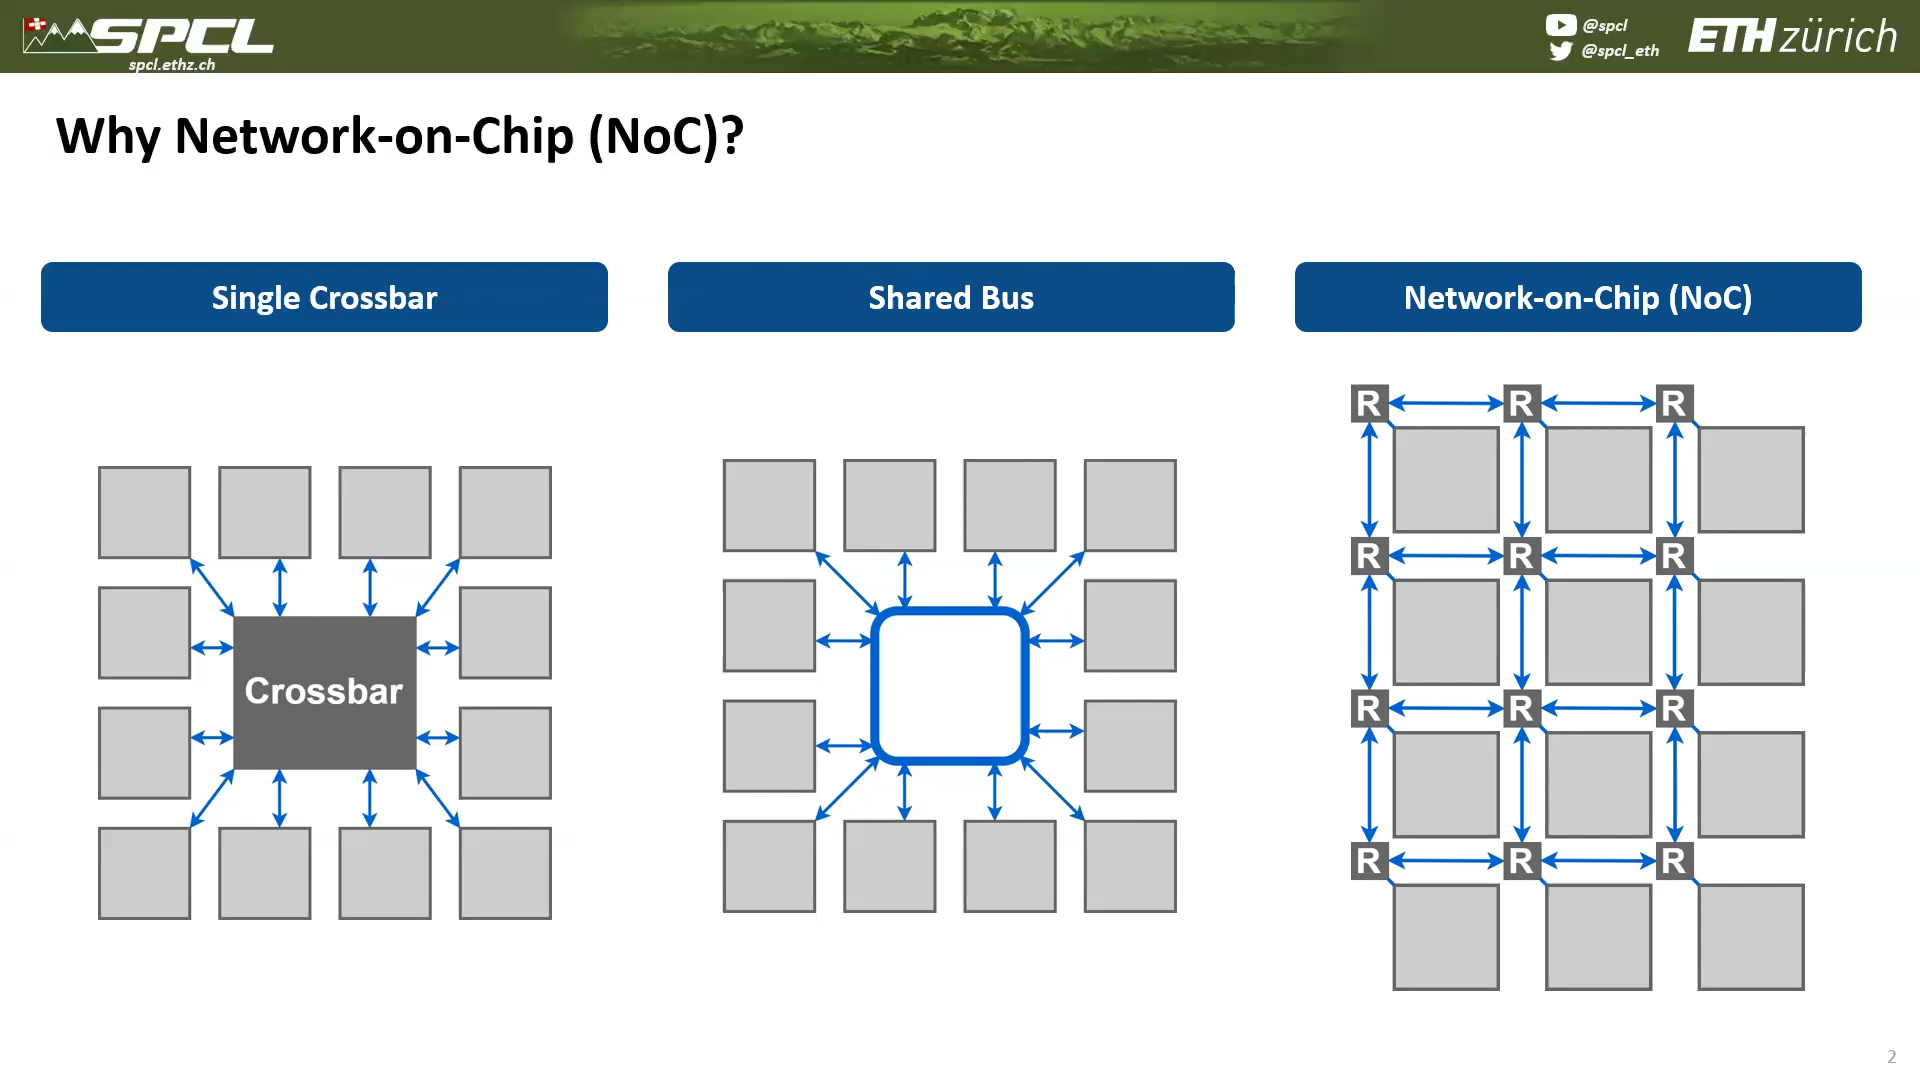 SPCL
spcl.ethz.ch
@spcl
@spcl_eth
ETH zürich
Why Network-on-Chip (NoC)?
Single Crossbar
Shared Bus
Network-on-Chip (NoC)
Crossbar
R R R
R R R
R R R
R R R
2